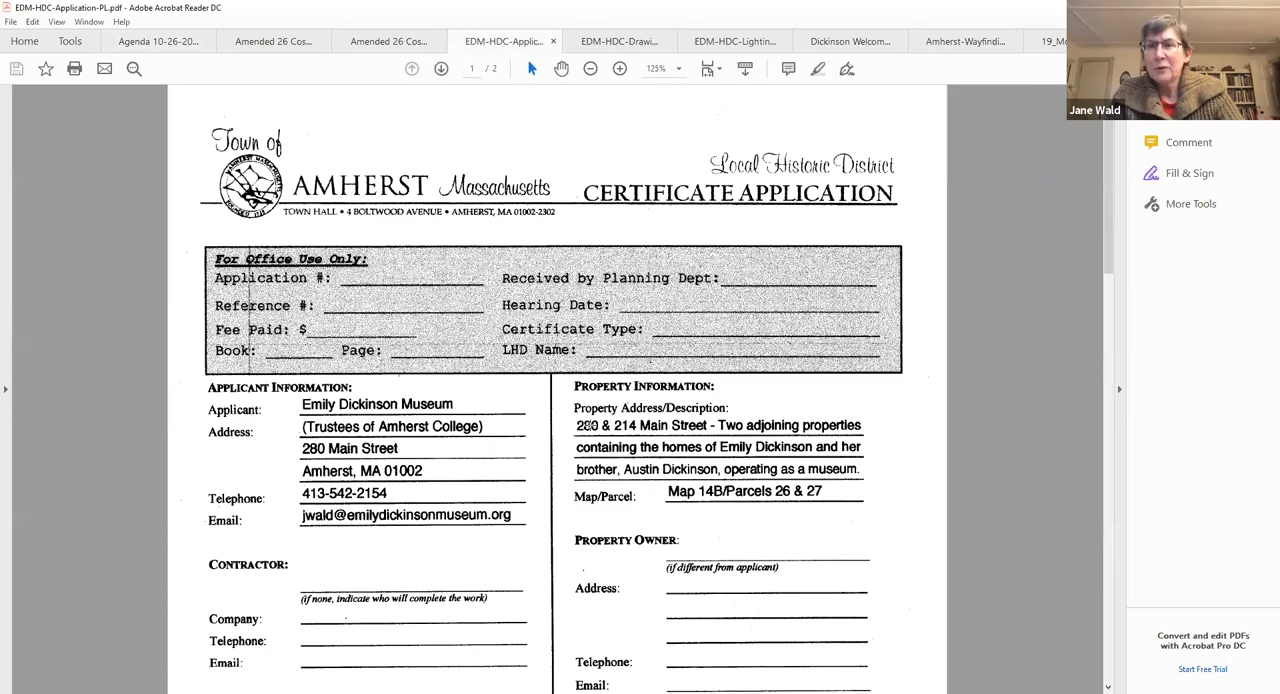 EDM-HDC-Application-PL.pdf - Adobe Acrobat Reader DC
File Edit View Window Help
Home Tools Agenda 10-26-20... Amended 26 Cos... Amended 26 Cos... EDM-HDC-Applic... × EDM-HDC-Drawi... EDM-HDC-Lightin... Dickinson Welcom... Amherst-Wayfindi...
1 / 2 125%
Jane Wald
Comment
Fill & Sign
More Tools
Town of
AMHERST Massachusetts
Local Historic District
CERTIFICATE APPLICATION
TOWN HALL • 4 BOLTWOOD AVENUE • AMHERST, MA 01002-2302
For Office Use Only:
Application #: Received by Planning Dept:
Reference #: Hearing Date:
Fee Paid: $ Certificate Type:
Book: Page: LHD Name:
APPLICANT INFORMATION:
Applicant: Emily Dickinson Museum
Address: (Trustees of Amherst College)
280 Main Street
Amherst, MA 01002
Telephone: 413-542-2154
Email: jwald@emilydickinsonmuseum.org
CONTRACTOR:
(if none, indicate who will complete the work)
Company:
Telephone:
Email:
PROPERTY INFORMATION:
Property Address/Description:
280 & 214 Main Street - Two adjoining properties
containing the homes of Emily Dickinson and her
brother, Austin Dickinson, operating as a museum.
Map/Parcel: Map 14B/Parcels 26 & 27
PROPERTY OWNER:
(if different from applicant)
Address:
Telephone:
Email:
Convert and edit PDFs
with Acrobat Pro DC
Start Free Trial